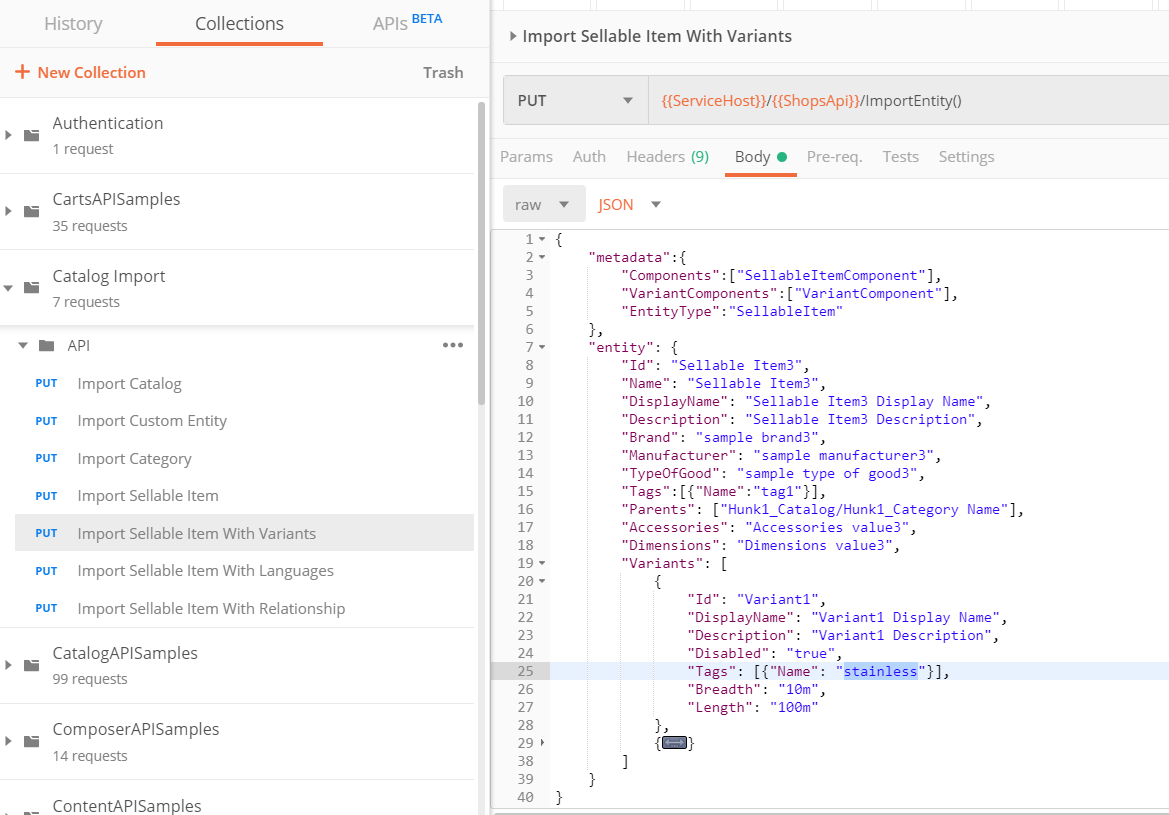 History Collections APIs BETA
+ New Collection Trash
Authentication
1 request
CartsAPISamples
35 requests
Catalog Import
7 requests
API
PUT Import Catalog
PUT Import Custom Entity
PUT Import Category
PUT Import Sellable Item
PUT Import Sellable Item With Variants
PUT Import Sellable Item With Languages
PUT Import Sellable Item With Relationship
CatalogAPISamples
99 requests
ComposerAPISamples
14 requests
ContentAPISamples
Import Sellable Item With Variants
PUT {{ServiceHost}}/{{ShopsApi}}/ImportEntity()
Params Auth Headers (9) Body Pre-req. Tests Settings
raw JSON
1 {
2 "metadata":{
3 "Components":["SellableItemComponent"],
4 "VariantComponents":["VariantComponent"],
5 "EntityType":"SellableItem"
6 },
7 "entity": {
8 "Id": "Sellable Item3",
9 "Name": "Sellable Item3",
10 "DisplayName": "Sellable Item3 Display Name",
11 "Description": "Sellable Item3 Description",
12 "Brand": "sample brand3",
13 "Manufacturer": "sample manufacturer3",
14 "TypeOfGood": "sample type of good3",
15 "Tags":[{"Name":"tag1"}],
16 "Parents": ["Hunk1_Catalog/Hunk1_Category Name"],
17 "Accessories": "Accessories value3",
18 "Dimensions": "Dimensions value3",
19 "Variants": [
20 {
21 "Id": "Variant1",
22 "DisplayName": "Variant1 Display Name",
23 "Description": "Variant1 Description",
24 "Disabled": "true",
25 "Tags": [{"Name": "stainless"}],
26 "Breadth": "10m",
27 "Length": "100m"
28 },
29 {}
38 ]
39 }
40 }